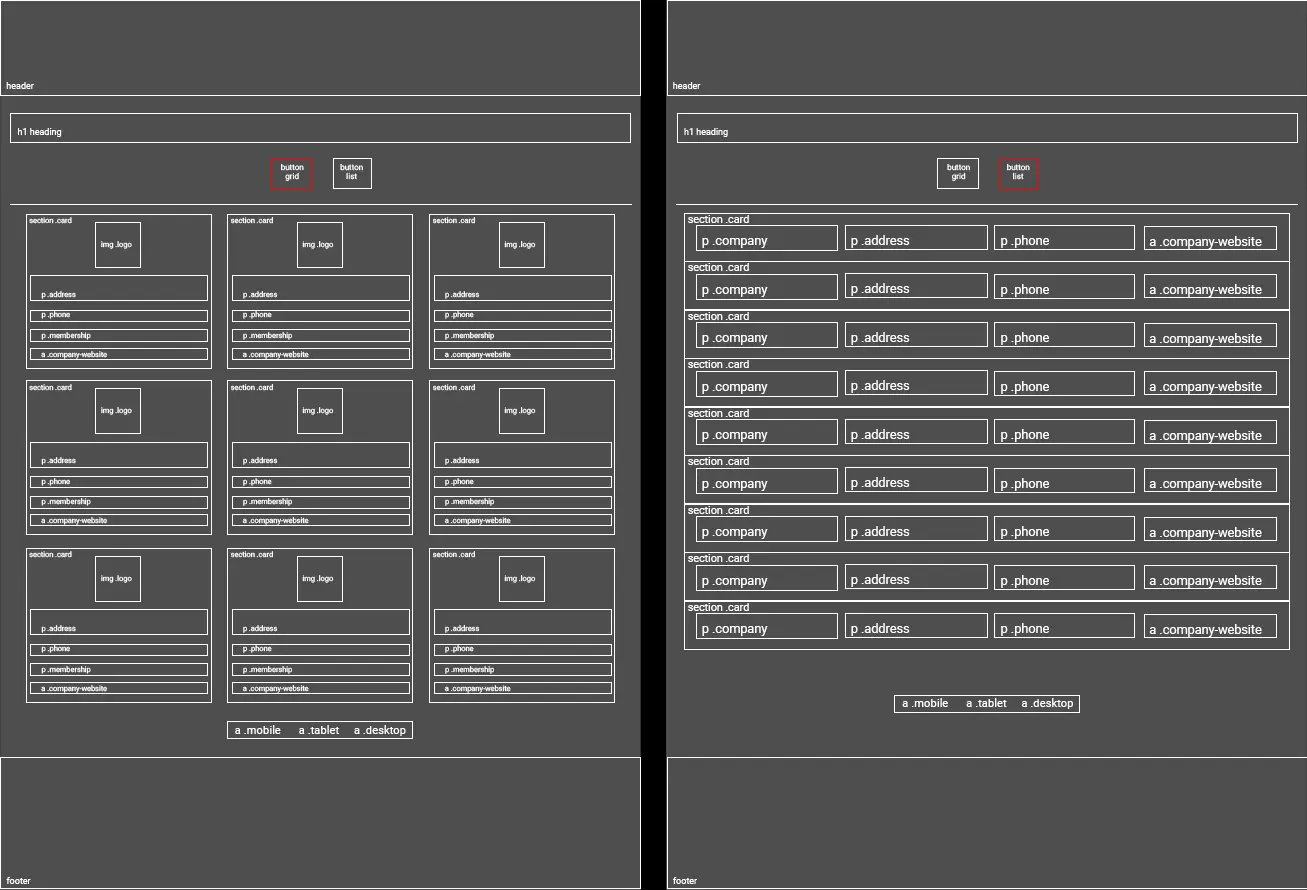 header
h1 heading
button
grid
button
list
section .card
img .logo
p .address
p .phone
p .membership
a .company-website
section .card
img .logo
p .address
p .phone
p .membership
a .company-website
section .card
img .logo
p .address
p .phone
p .membership
a .company-website
section .card
img .logo
p .address
p .phone
p .membership
a .company-website
section .card
img .logo
p .address
p .phone
p .membership
a .company-website
section .card
img .logo
p .address
p .phone
p .membership
a .company-website
section .card
img .logo
p .address
p .phone
p .membership
a .company-website
section .card
img .logo
p .address
p .phone
p .membership
a .company-website
section .card
img .logo
p .address
p .phone
p .membership
a .company-website
a .mobile a .tablet a .desktop
footer
header
h1 heading
button
grid
button
list
section .card
p .company p .address p .phone a .company-website
section .card
p .company p .address p .phone a .company-website
section .card
p .company p .address p .phone a .company-website
section .card
p .company p .address p .phone a .company-website
section .card
p .company p .address p .phone a .company-website
section .card
p .company p .address p .phone a .company-website
section .card
p .company p .address p .phone a .company-website
section .card
p .company p .address p .phone a .company-website
section .card
p .company p .address p .phone a .company-website
a .mobile a .tablet a .desktop
footer